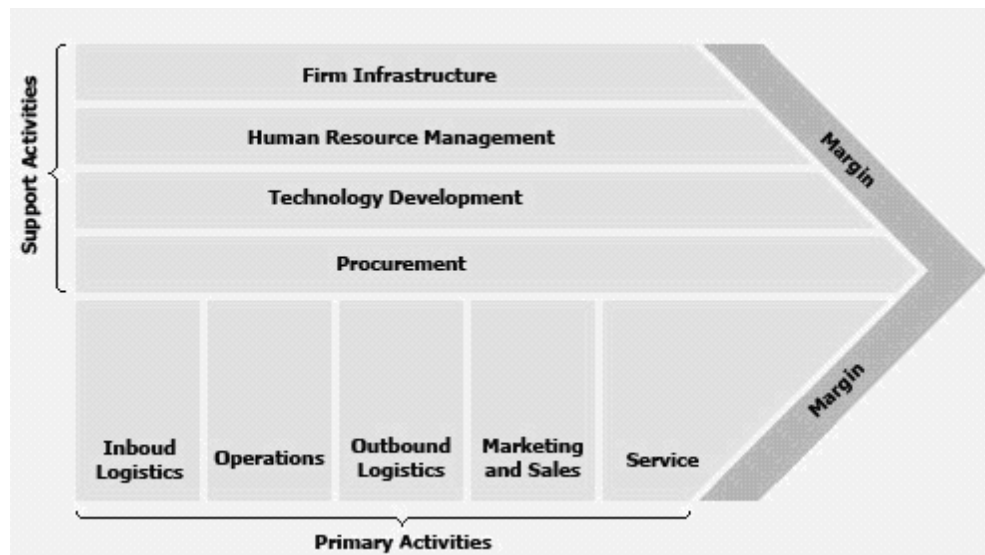 Support Activities
Firm Infrastructure
Human Resource Management
Technology Development
Procurement
Margin
Margin
Inboud
Logistics
Operations
Outbound
Logistics
Marketing
and Sales
Service
Primary Activities